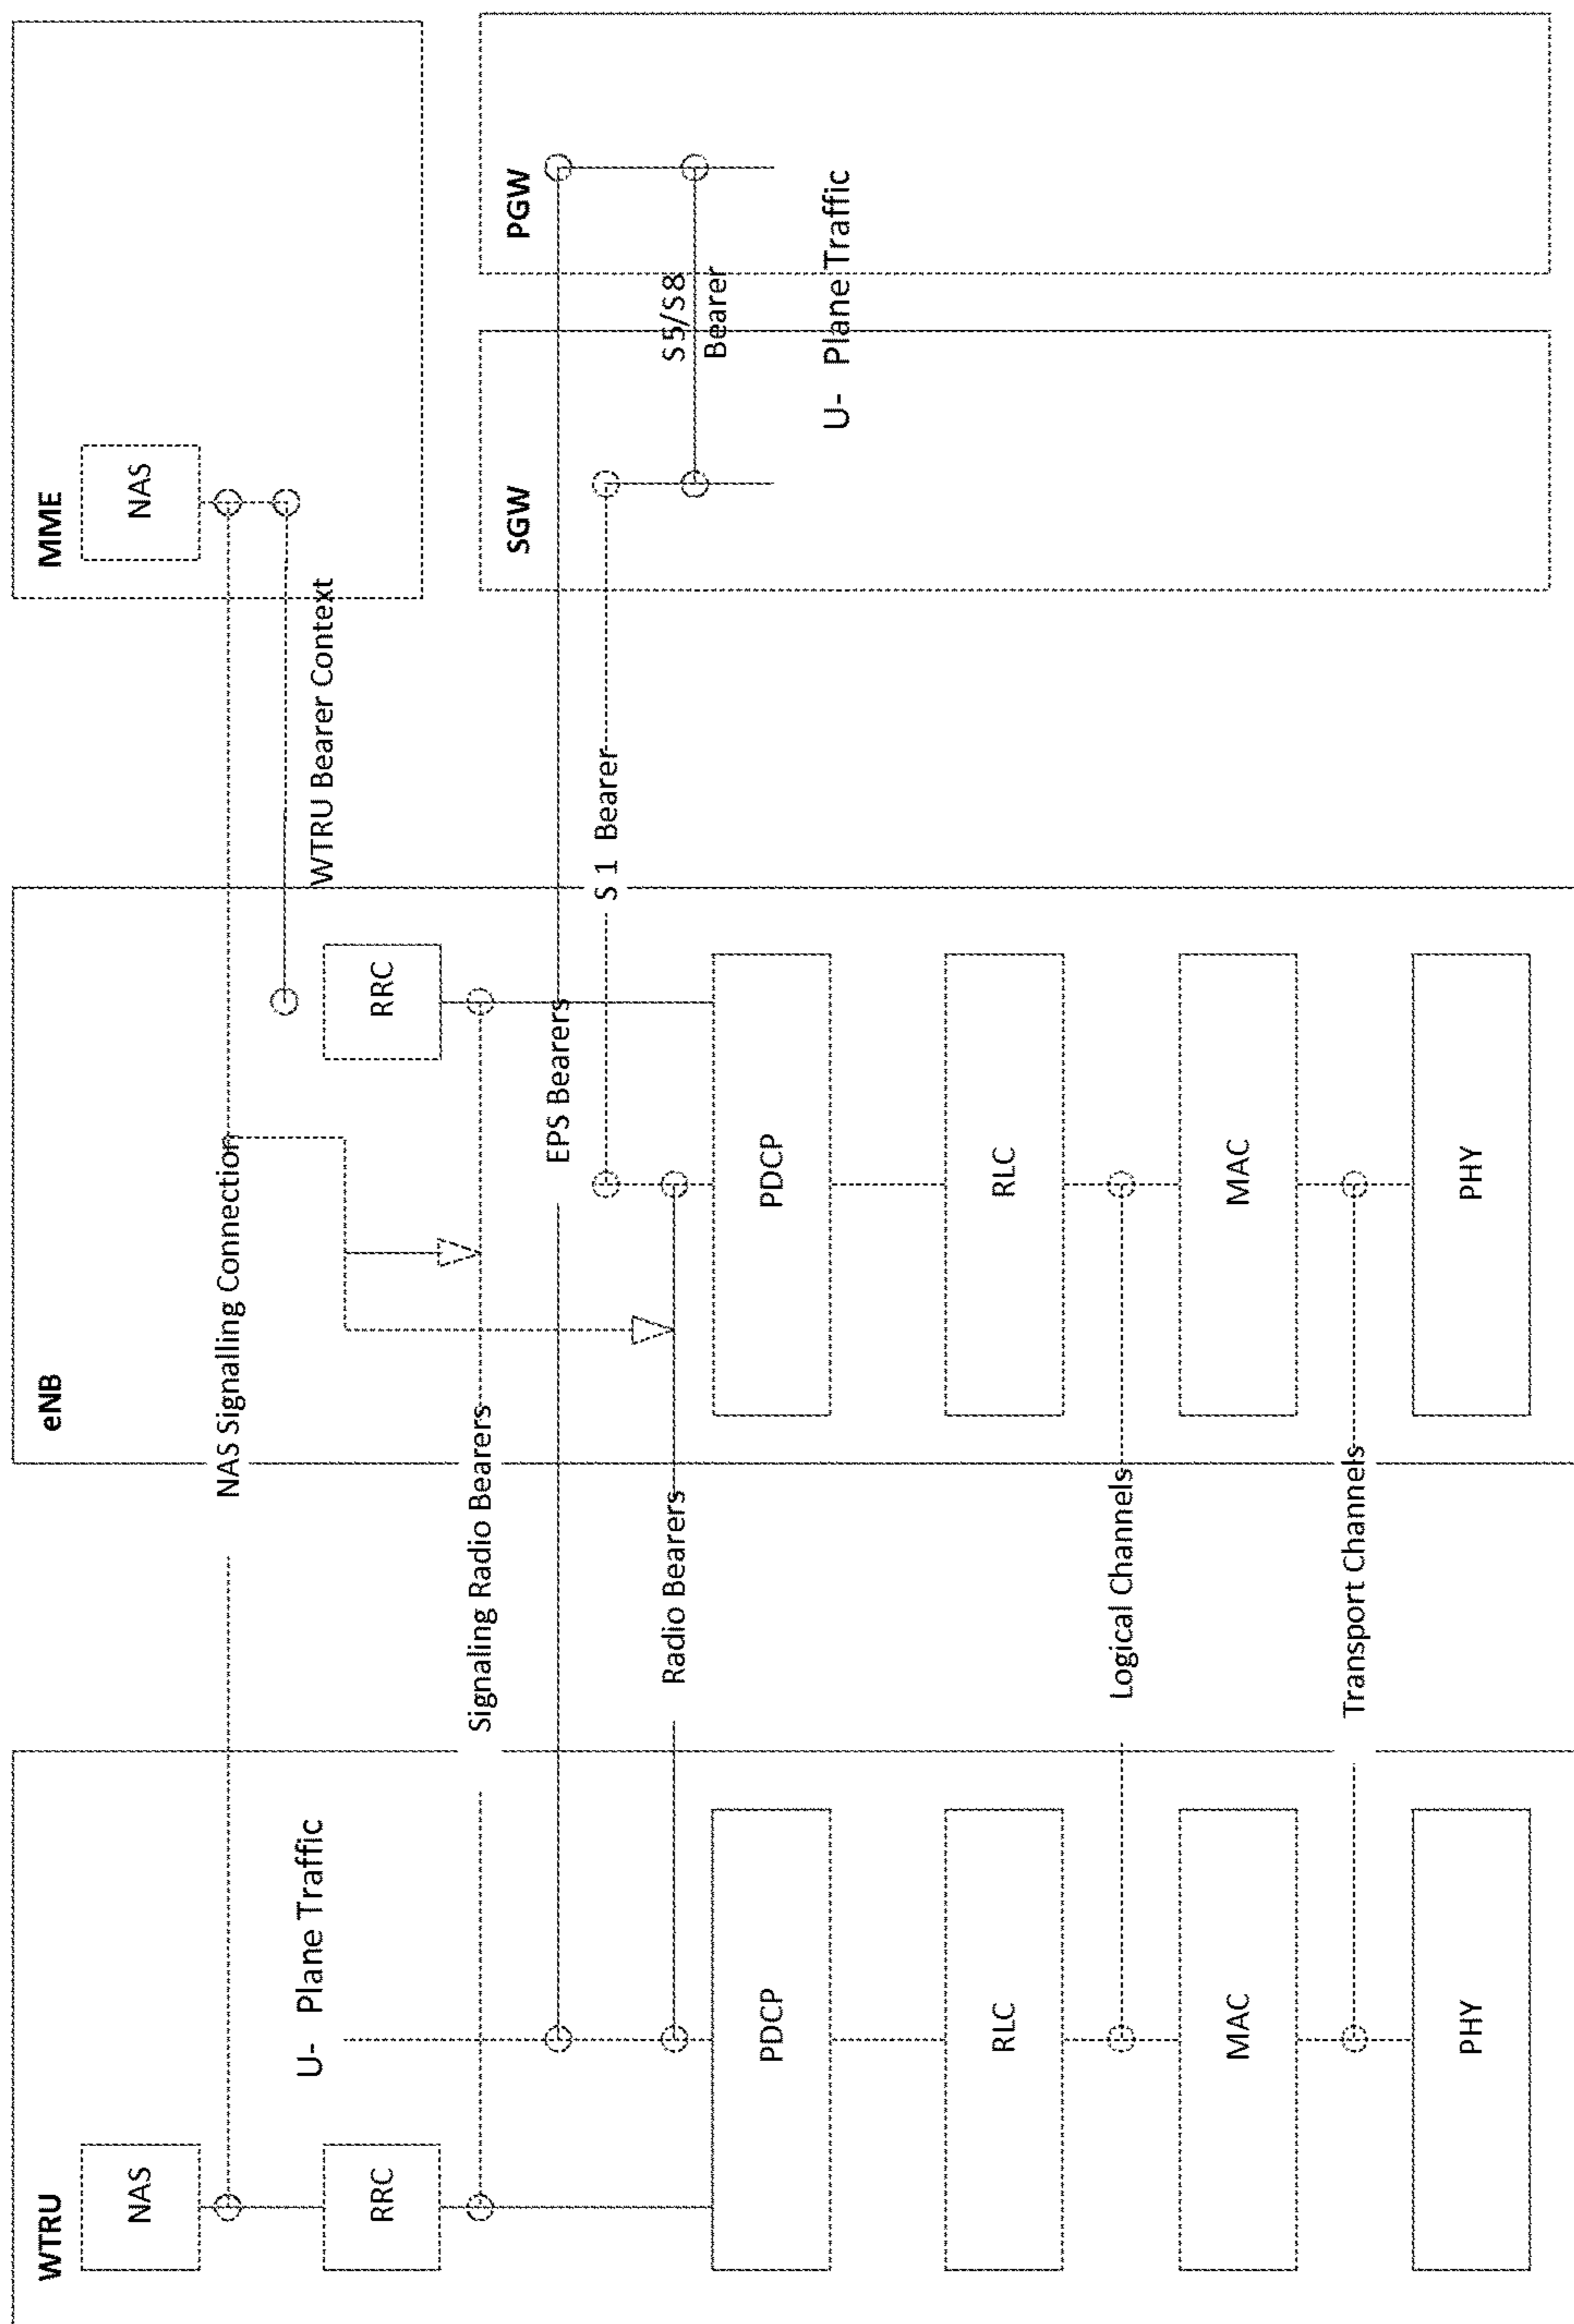 WTRU
NAS
RRC
U- Plane Traffic
PDCP
RLC
MAC
PHY
NAS Signalling Connection
Signaling Radio Bearers
EPS Bearers
Radio Bearers
Logical Channels
Transport Channels
eNB
RRC
PDCP
RLC
MAC
PHY
WTRU Bearer Context
S 1 Bearer
MME
NAS
SGW
S5/S8
Bearer
U- Plane Traffic
PGW